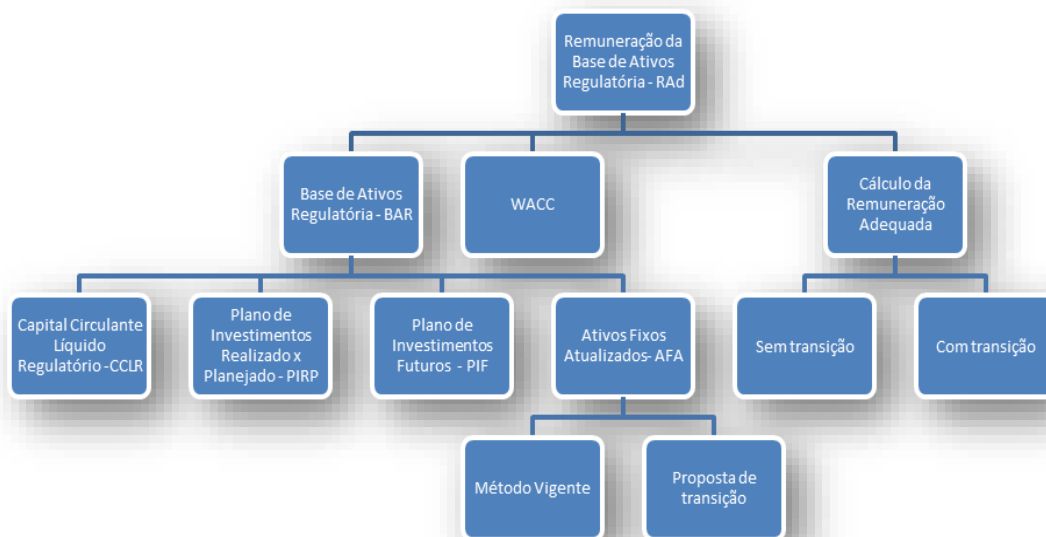 Remuneração da
Base de Ativos
Regulatória - RAd
Base de Ativos
Regulatória - BAR
WACC
Cálculo da
Remuneração
Adequada
Capital Circulante
Líquido
Regulatório -CCLR
Plano de
Investimentos
Realizado x
Planejado - PIRP
Plano de
Investimentos
Futuros - PIF
Ativos Fixos
Atualizados- AFA
Sem transição
Com transição
Método Vigente
Proposta de
transição